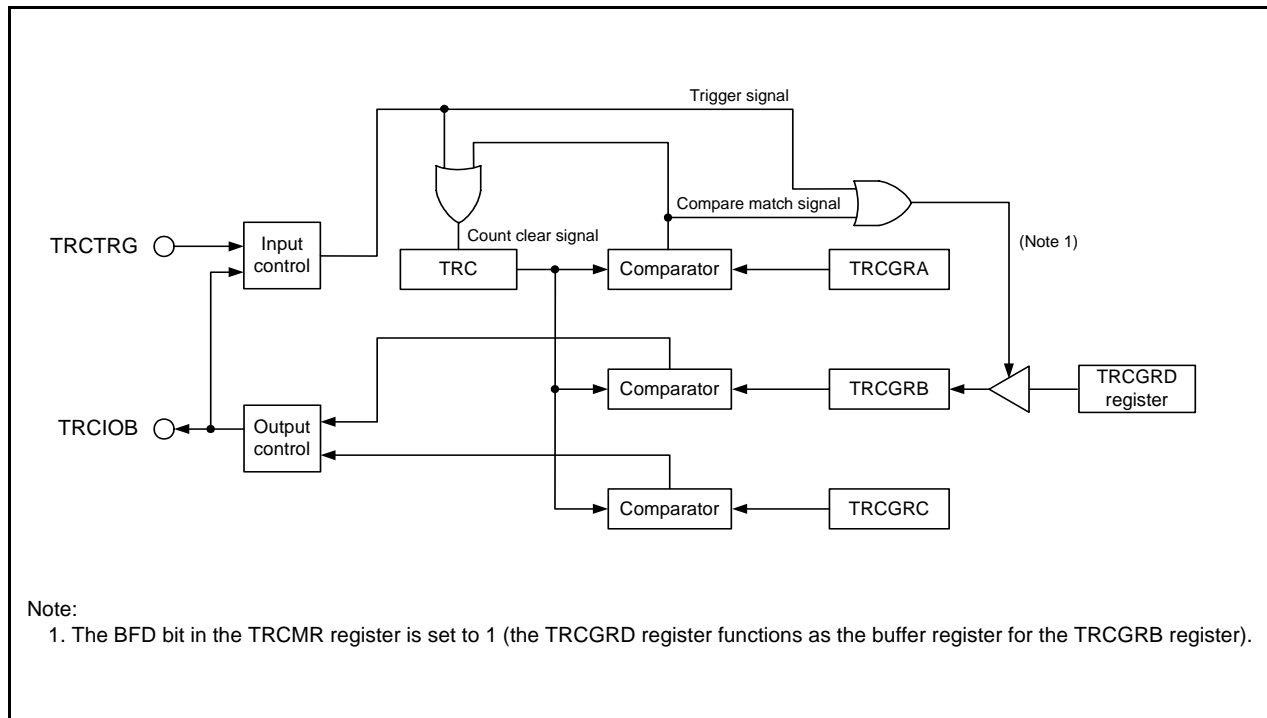 Trigger signal
Compare match signal
TRCTRG
Input
control
Count clear signal
(Note 1)
TRC
Comparator
TRCGRA
Comparator
TRCGRB
TRCGRD
register
TRCIOB
Output
control
Comparator
TRCGRC
Note:
1. The BFD bit in the TRCMR register is set to 1 (the TRCGRD register functions as the buffer register for the TRCGRB register).